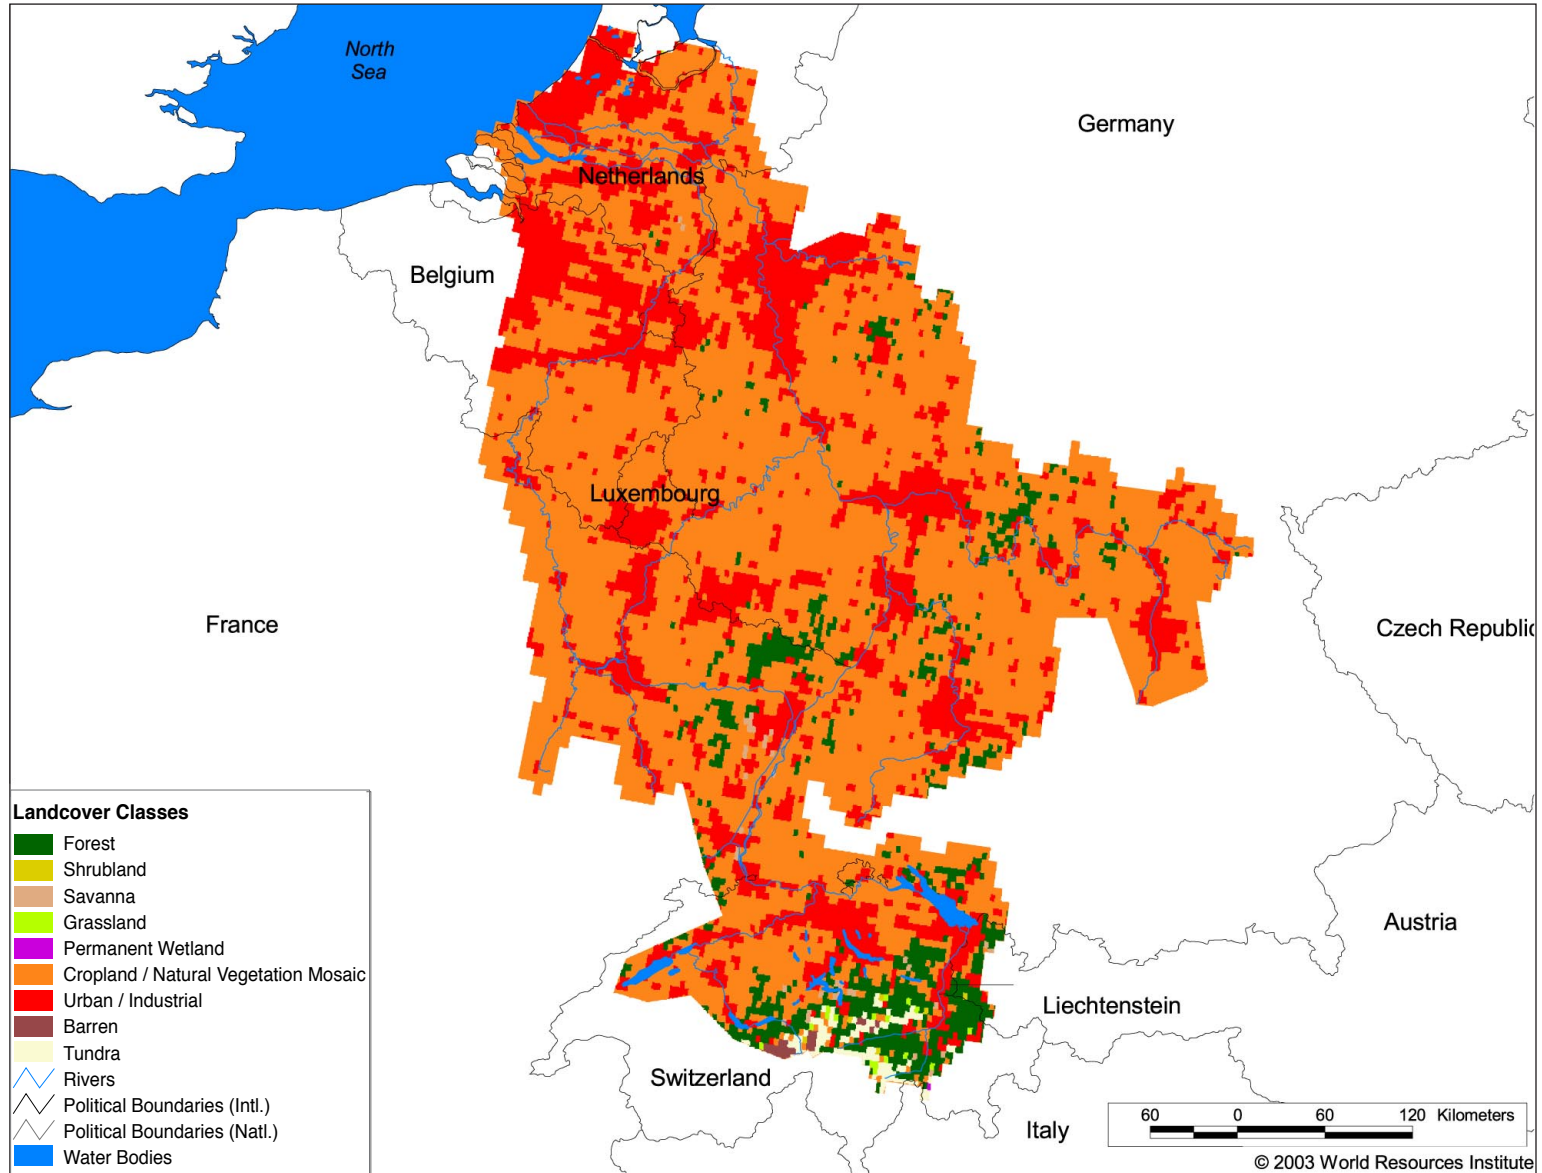 North
Sea
Germany
Netherlands
Belgium
Luxembourg
France
Czech Republic
Landcover Classes
Forest
Shrubland
Savanna
Grassland
Permanent Wetland
Cropland / Natural Vegetation Mosaic
Urban / Industrial
Barren
Tundra
Rivers
Political Boundaries (Intl.)
Political Boundaries (Natl.)
Water Bodies
Austria
Liechtenstein
Switzerland
Italy
60 0 60 120 Kilometers
© 2003 World Resources Institute